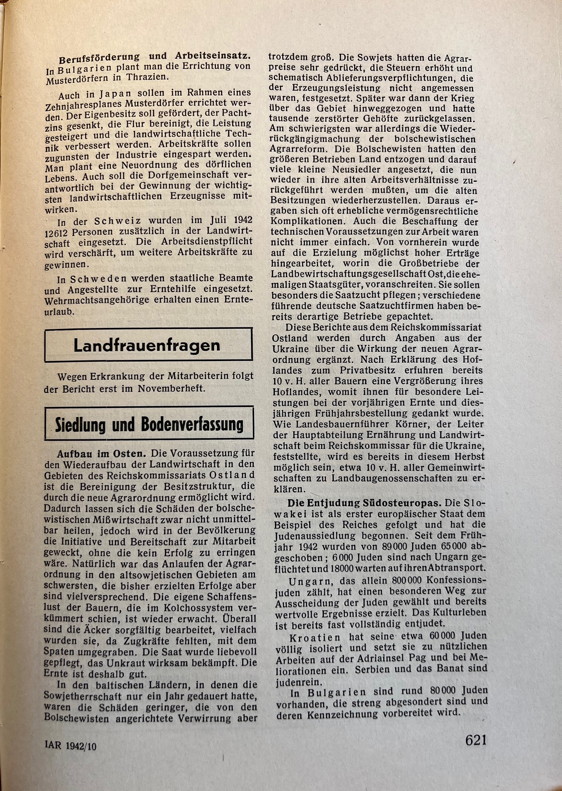 Berufsförderung und Arbeitseinsatz.
In Bulgarien plant man die Errichtung von
Musterdörfern in Thrazien.
Auch in Japan sollen im Rahmen eines
Zehnjahresplanes Musterdörfer errichtet wer-
den. Der Eigenbesitz soll gefördert, der Pacht-
zins gesenkt, die Flur bereinigt, die Leistung
gesteigert und die landwirtschaftliche Tech-
nik verbessert werden. Arbeitskräfte sollen
zugunsten der Industrie eingespart werden.
Man plant eine Neuordnung des dörflichen
Lebens. Auch soll die Dorfgemeinschaft ver-
antwortlich bei der Gewinnung der wichtig-
sten landwirtschaftlichen Erzeugnisse mit-
wirken.
In der Schweiz wurden im Juli 1942
12612 Personen zusätzlich in der Landwirt-
schaft eingesetzt. Die Arbeitsdienstpflicht
wird verschärft, um weitere Arbeitskräfte zu
gewinnen.
In Schweden werden staatliche Beamte
und Angestellte zur Erntehilfe eingesetzt.
Wehrmachtsangehörige erhalten einen Ernte-
urlaub.
Landfrauenfragen
Wegen Erkrankung der Mitarbeiterin folgt
der Bericht erst im Novemberheft.
Siedlung und Bodenverfassung
Aufbau im Osten. Die Voraussetzung für
den Wiederaufbau der Landwirtschaft in den
Gebieten des Reichskommissariats Ostland
ist die Bereinigung der Besitzstruktur, die
durch die neue Agrarordnung ermöglicht wird.
Dadurch lassen sich die Schäden der bolsche-
wistischen Mißwirtschaft zwar nicht unmittel-
bar heilen, jedoch wird in der Bevölkerung
die Initiative und Bereitschaft zur Mitarbeit
geweckt, ohne die kein Erfolg zu erringen
wäre. Natürlich war das Anlaufen der Agrar-
ordnung in den altsowjetischen Gebieten am
schwersten, die bisher erzielten Erfolge aber
sind vielversprechend. Die eigene Schaffens-
lust der Bauern, die im Kolchossystem ver-
kümmert schien, ist wieder erwacht. Überall
sind die Äcker sorgfältig bearbeitet, vielfach
wurden sie, da Zugkräfte fehlten, mit dem
Spaten umgegraben. Die Saat wurde liebevoll
gepflegt, das Unkraut wirksam bekämpft. Die
Ernte ist deshalb gut.
In den baltischen Ländern, in denen die
Sowjetherrschaft nur ein Jahr gedauert hatte,
waren die Schäden geringer, die von den
Bolschewisten angerichtete Verwirrung aber
trotzdem groß. Die Sowjets hatten die Agrar-
preise sehr gedrückt, die Steuern erhöht und
schematisch Ablieferungsverpflichtungen, die
der Erzeugungsleistung nicht angemessen
waren, festgesetzt. Später war dann der Krieg
über das Gebiet hinweggezogen und hatte
tausende zerstörter Gehöfte zurückgelassen.
Am schwierigsten war allerdings die Wieder-
rückgängigmachung der bolschewistischen
Agrarreform. Die Bolschewisten hatten den
größeren Betrieben Land entzogen und darauf
viele kleine Neusiedler angesetzt, die nun
wieder in ihre alten Arbeitsverhältnisse zu-
rückgeführt werden mußten, um die alten
Besitzungen wiederherzustellen. Daraus er-
gaben sich oft erhebliche vermögensrechtliche
Komplikationen. Auch die Beschaffung der
technischen Voraussetzungen zur Arbeit waren
nicht immer einfach. Von vornherein wurde
auf die Erzielung möglichst hoher Erträge
hingearbeitet, worin die Großbetriebe der
Landbewirtschaftungsgesellschaft Ost, die ehe-
maligen Staatsgüter, voranschreiten. Sie sollen
besonders die Saatzucht pflegen; verschiedene
führende deutsche Saatzuchtfirmen haben be-
reits derartige Betriebe gepachtet.
Diese Berichte aus dem Reichskommissariat
Ostland werden durch Angaben aus der
Ukraine über die Wirkung der neuen Agrar-
ordnung ergänzt. Nach Erklärung des Hof-
landes zum Privatbesitz erfuhren bereits
10 v. H. aller Bauern eine Vergrößerung ihres
Hoflandes, womit ihnen für besondere Lei-
stungen bei der vorjährigen Ernte und dies-
jährigen Frühjahrsbestellung gedankt wurde.
Wie Landesbauernführer Körner, der Leiter
der Hauptabteilung Ernährung und Landwirt-
schaft beim Reichskommissar für die Ukraine,
feststellte, wird es bereits in diesem Herbst
möglich sein, etwa 10 v. H. aller Gemeinwirt-
schaften zu Landbaugenossenschaften zu er-
klären.
Die Entjudung Südosteuropas. Die Slo-
wakei ist als erster europäischer Staat dem
Beispiel des Reiches gefolgt und hat die
Judenaussiedlung begonnen. Seit dem Früh-
jahr 1942 wurden von 89000 Juden 65000 ab-
geschoben; 6000 Juden sind nach Ungarn ge-
flüchtet und 18000 warten auf ihren Abtransport.
Ungarn, das allein 800000 Konfessions-
juden zählt, hat einen besonderen Weg zur
Ausscheidung der Juden gewählt und bereits
wertvolle Ergebnisse erzielt. Das Kulturleben
ist bereits fast vollständig entjudet.
Kroatien hat seine etwa 60000 Juden
völlig isoliert und setzt sie zu nützlichen
Arbeiten auf der Adriainsel Pag und bei Me-
liorationen ein. Serbien und das Banat sind
judenrein.
In Bulgarien sind rund 80000 Juden
vorhanden, die streng abgesondert sind und
deren Kennzeichnung vorbereitet wird.
IAR 1942/10
621